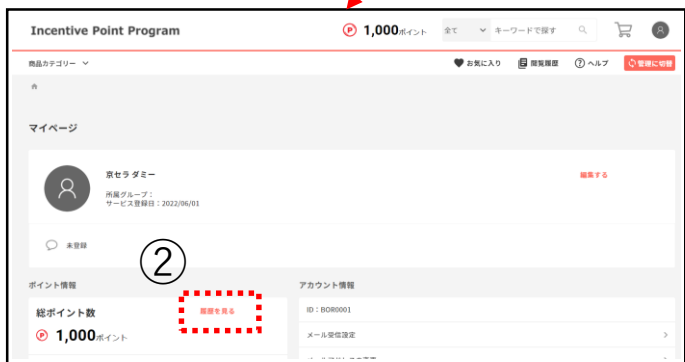 Incentive Point Program
P 1,000ポイント 全て キーワードで探す
商品カテゴリー お気に入り 閲覧履歴 ? ヘルプ 管理に切替
マイページ
京セラ ダミー
編集する
所属グループ：
サービス登録日：2022/06/01
未登録
②
ポイント情報
アカウント情報
総ポイント数 履歴を見る
ID：BOR0001
P 1,000ポイント
メール受信設定